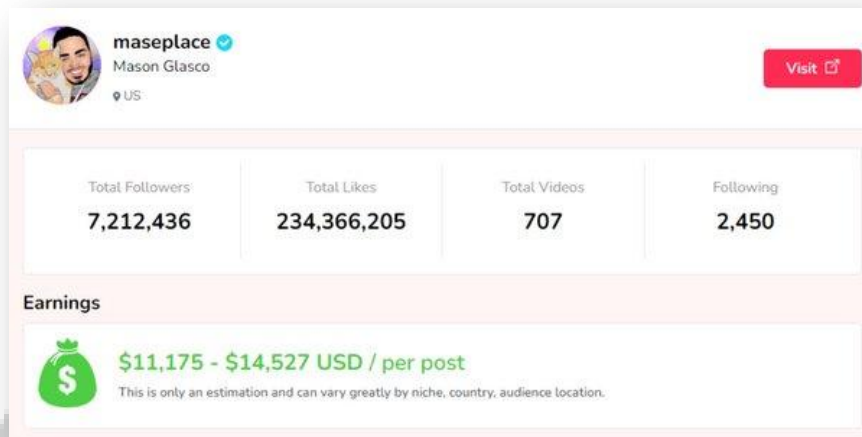 maseplace
Mason Glasco
US
Visit
Total Followers
7,212,436
Total Likes
234,366,205
Total Videos
707
Following
2,450
Earnings
$
$11,175 - $14,527 USD / per post
This is only an estimation and can vary greatly by niche, country, audience location.